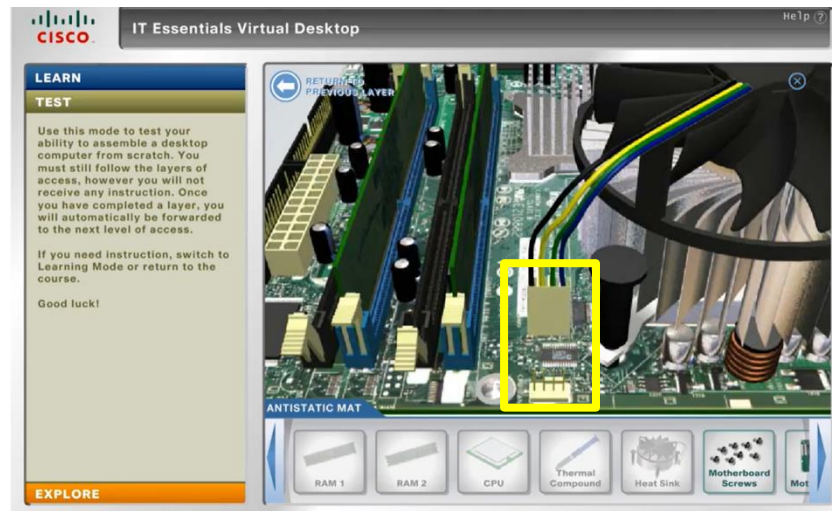 CISCO
IT Essentials Virtual Desktop
Help ?
LEARN
TEST
Use this mode to test your
ability to assemble a desktop
computer from scratch. You
must still follow the layers of
access, however you will not
receive any instruction. Once
you have completed a layer, you
will automatically be forwarded
to the next level of access.
If you need instruction, switch to
Learning Mode or return to the
course.
Good luck!
EXPLORE
RETURN TO
PREVIOUS LAYER
ANTISTATIC MAT
RAM 1
RAM 2
CPU
Thermal
Compound
Heat Sink
Motherboard
Screws
Mot